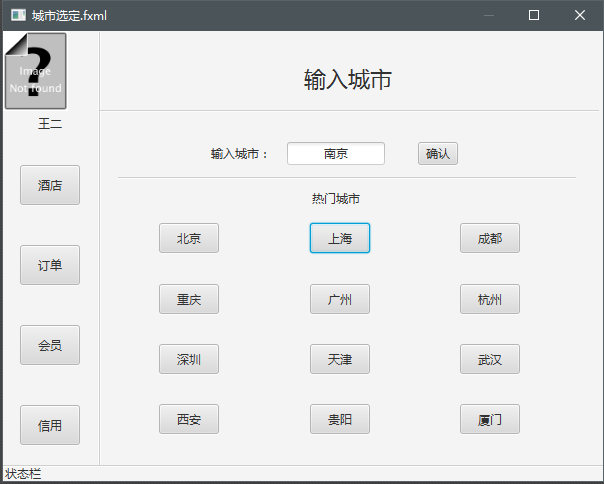 城市选定.fxml
?
Image
Not found
王二
酒店
订单
会员
信用
输入城市
输入城市： 南京 确认
热门城市
北京 上海 成都
重庆 广州 杭州
深圳 天津 武汉
西安 贵阳 厦门
状态栏